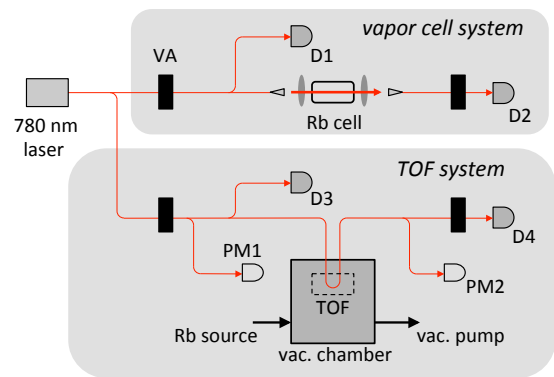 vapor cell system
VA
D1
Rb cell
D2
780 nm
laser
TOF system
D3
D4
PM1
PM2
TOF
Rb source
vac. pump
vac. chamber